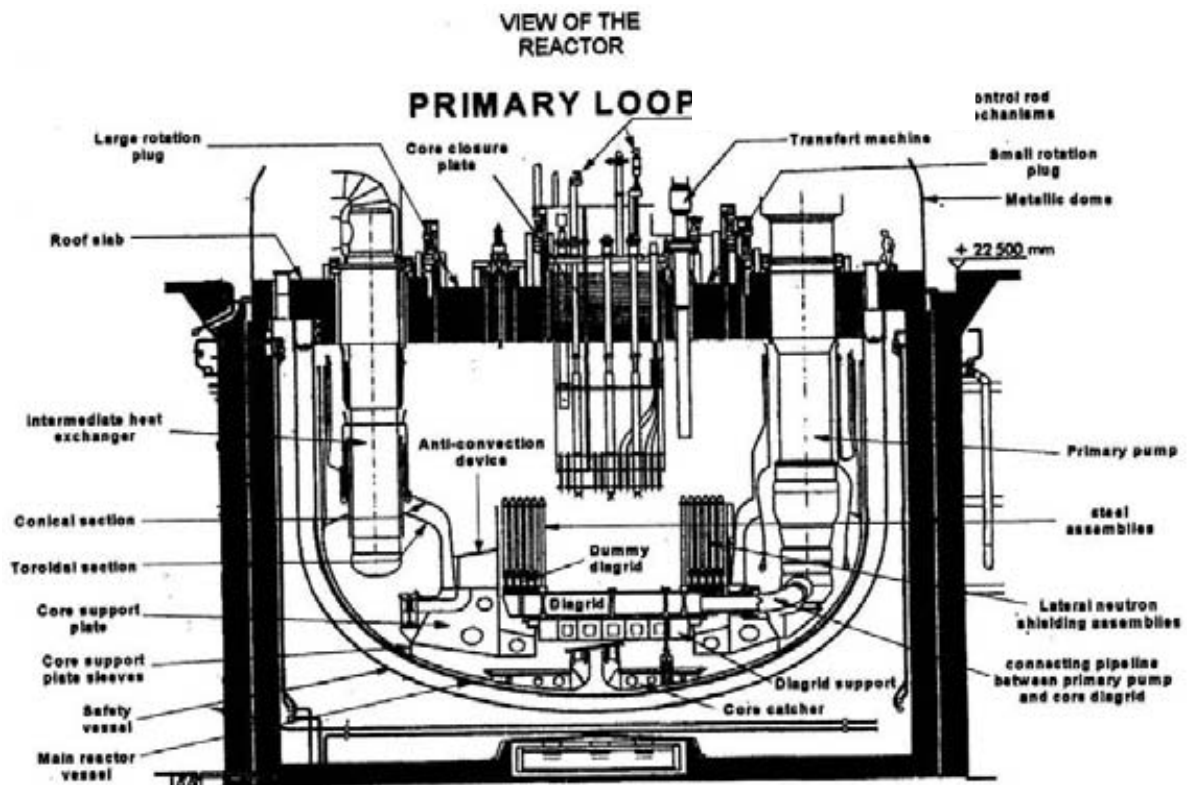 VIEW OF THE
REACTOR
PRIMARY LOOP
ontrol rod
echanisms
Large rotation
plug
Core closure
plate
Transfert machine
Small rotation
plug
Metallic dome
Roof slab
+ 22 500 mm
Intermediate heat
exchanger
Anti-convection
device
Primary pump
Conical section
steel
assemblies
Toroidal section
Dummy
diagrid
Core support
plate
Diagrid
Lateral neutron
shielding assemblies
Core support
plate sleeves
connecting pipeline
between primary pump
and core diagrid
Diagrid support
Safety
vessel
Core catcher
Main reactor
vessel